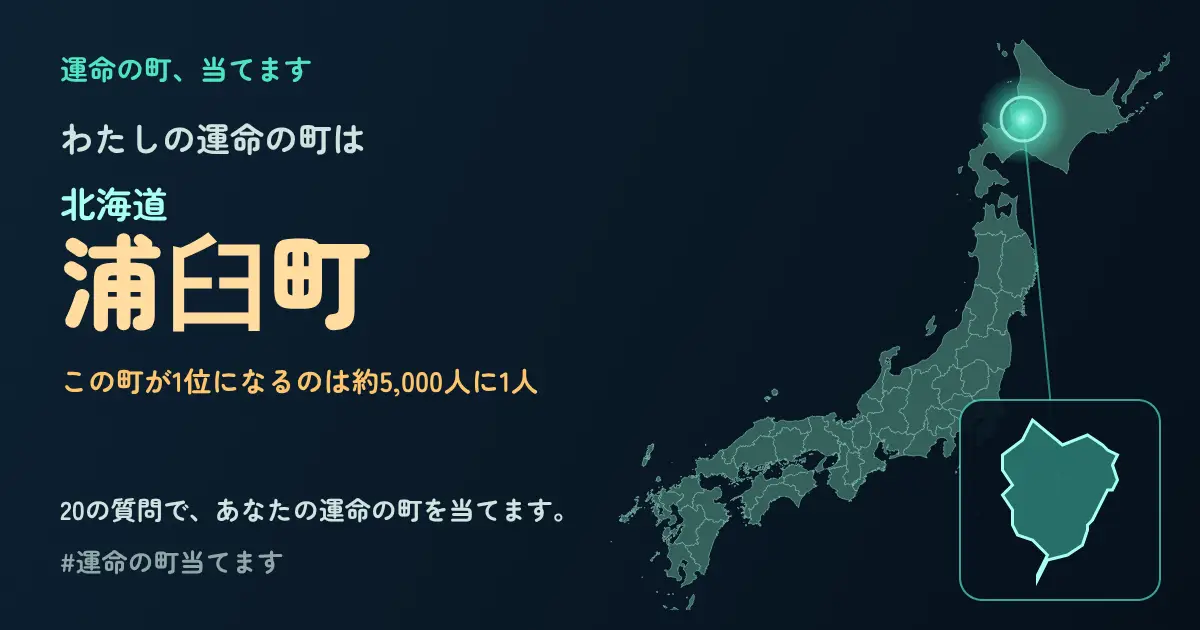 運命の町、当てます
わたしの運命の町は
北海道
浦臼町
この町が1位になるのは約5,000人に1人
20の質問で、あなたの運命の町を当てます。
#運命の町当てます